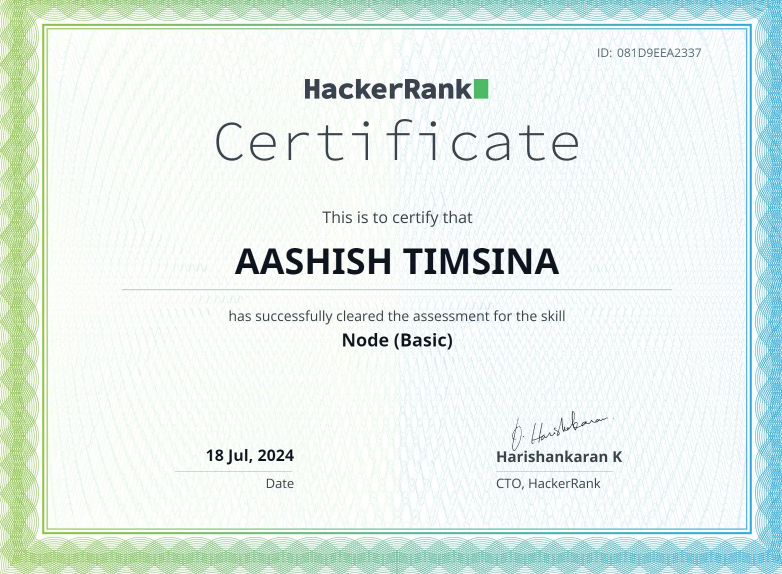 ID: 081D9EEA2337
HackerRank
Certificate
This is to certify that
AASHISH TIMSINA
has successfully cleared the assessment for the skill
Node (Basic)
D. Harishankaran
18 Jul, 2024
Harishankaran K
Date
CTO, HackerRank